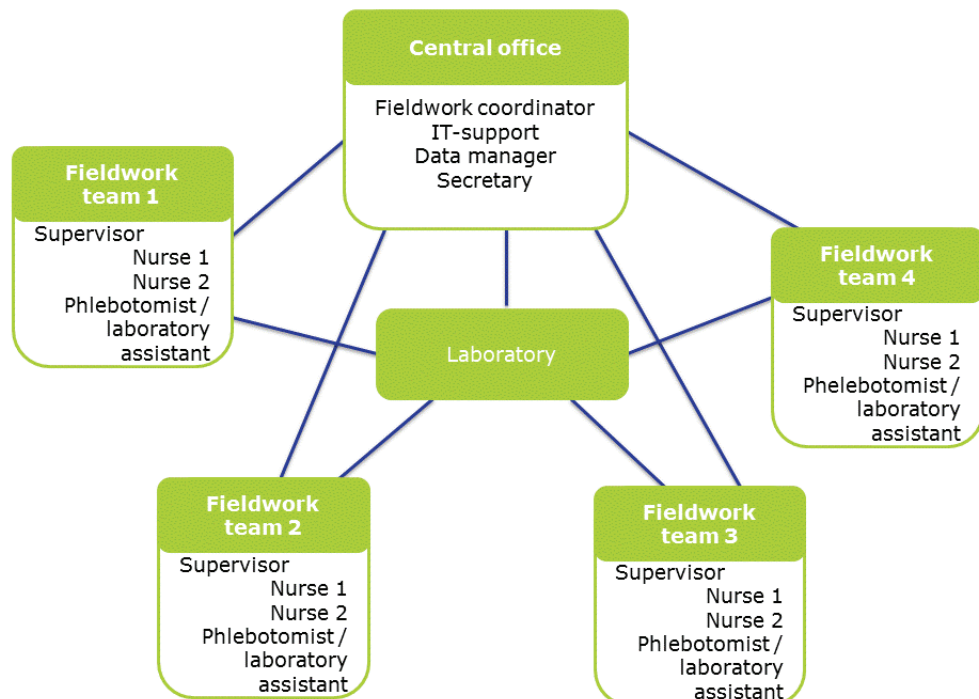 Central office
Fieldwork coordinator
IT-support
Data manager
Secretary
Fieldwork
team 1
Supervisor
Nurse 1
Nurse 2
Phlebotomist /
laboratory
assistant
Fieldwork
team 4
Supervisor
Nurse 1
Nurse 2
Phelebotomist /
laboratory
assistant
Laboratory
Fieldwork
team 2
Supervisor
Nurse 1
Nurse 2
Phlebotomist /
laboratory
assistant
Fieldwork
team 3
Supervisor
Nurse 1
Nurse 2
Phlebotomist /
laboratory
assistant